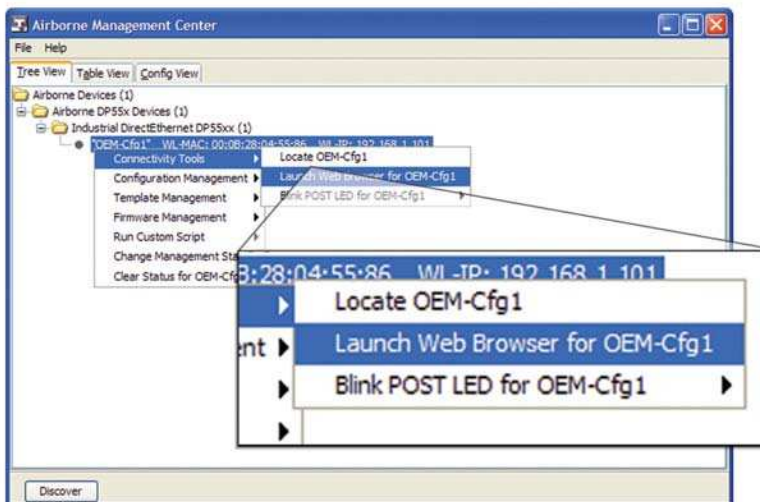 Airborne Management Center
File Help
Tree View Table View Config View
Airborne Devices (1)
Airborne DP55x Devices (1)
Industrial DirectEthernet DP55xx (1)
"OEM-Cfg1" WL-MAC: 00:0B:28:04:55:86 WL-IP: 192.168.1.101
Connectivity Tools
Locate OEM-Cfg1
Configuration Management
Launch Web Browser for OEM-Cfg1
Template Management
Blink POST LED for OEM-Cfg1
Firmware Management
Run Custom Script
Change Management Sta
Clear Status for OEM-Cfg
B:28:04:55:86 WL-IP: 192.168.1.101
Locate OEM-Cfg1
ent
Launch Web Browser for OEM-Cfg1
Blink POST LED for OEM-Cfg1
Discover